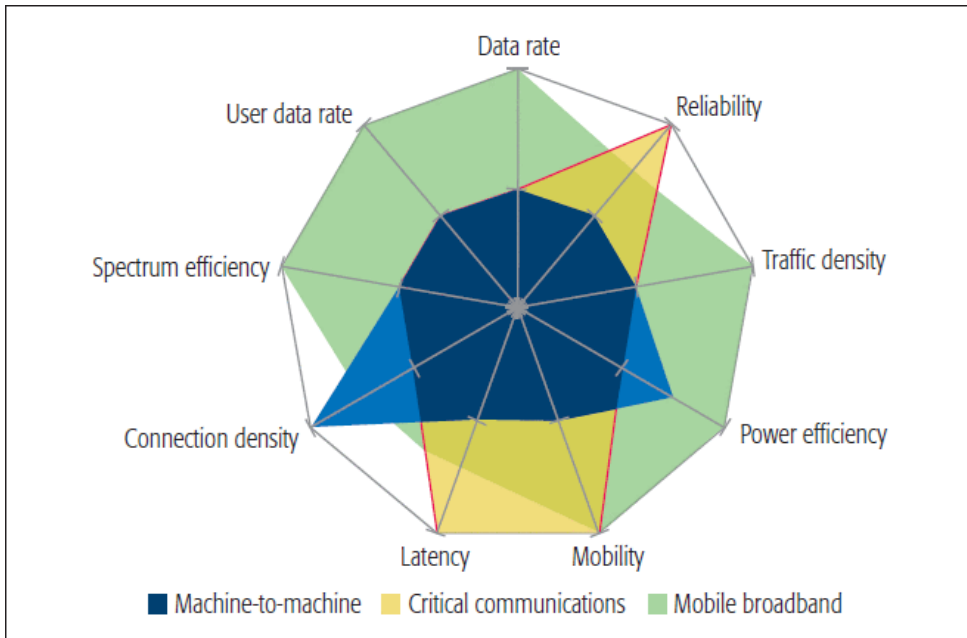 Data rate
User data rate
Reliability
Spectrum efficiency
Traffic density
Connection density
Power efficiency
Latency
Mobility
Machine-to-machine
Critical communications
Mobile broadband